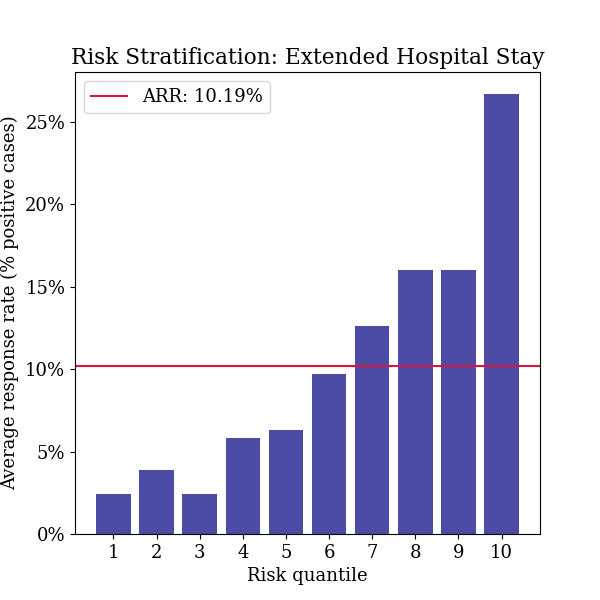 Risk Stratification: Extended Hospital Stay
ARR: 10.19%
Average response rate (% positive cases)
25%
20%
15%
10%
5%
0%
1 2 3 4 5 6 7 8 9 10
Risk quantile